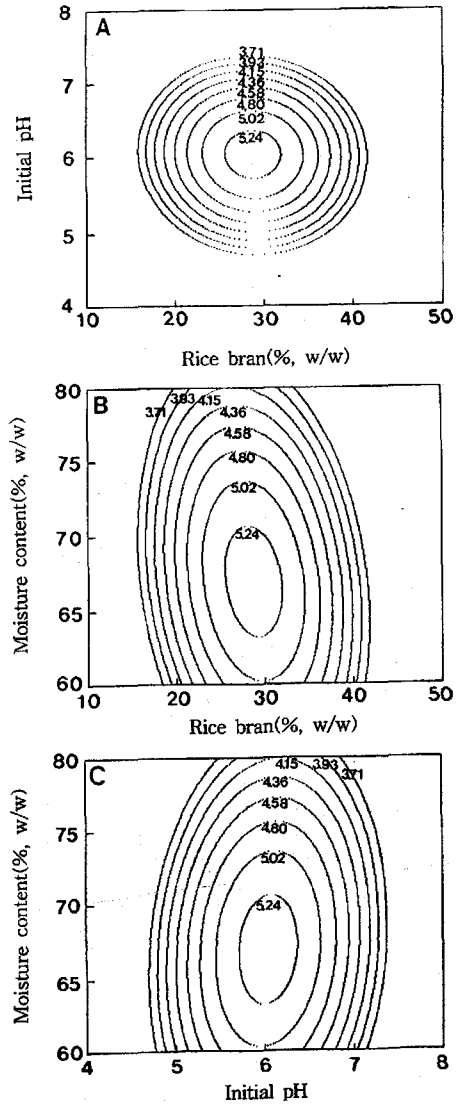 A
8
7
6
5
4
Initial pH
3.71
3.93
4.15
4.36
4.58
4.80
5.02
5.24
10 20 30 40 50
Rice bran(%, w/w)
B
80
75
70
65
60
Moisture content(%, w/w)
3.71 3.93 4.15
4.36
4.58
4.80
5.02
5.24
10 20 30 40 50
Rice bran(%, w/w)
C
80
75
70
65
60
Moisture content(%, w/w)
4.15 3.93 3.71
4.36
4.58
4.80
5.02
5.24
4 5 6 7 8
Initial pH